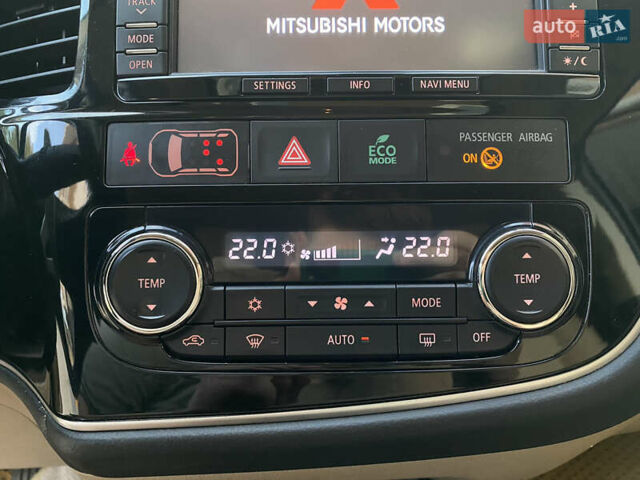 TRACK
MITSUBISHI MOTORS
MODE
OPEN
auto RIA .com
SETTINGS
INFO
NAVI MENU
ECO
MODE
PASSENGER AIRBAG
ON
22.0
22.0
TEMP
TEMP
MODE
AUTO
OFF